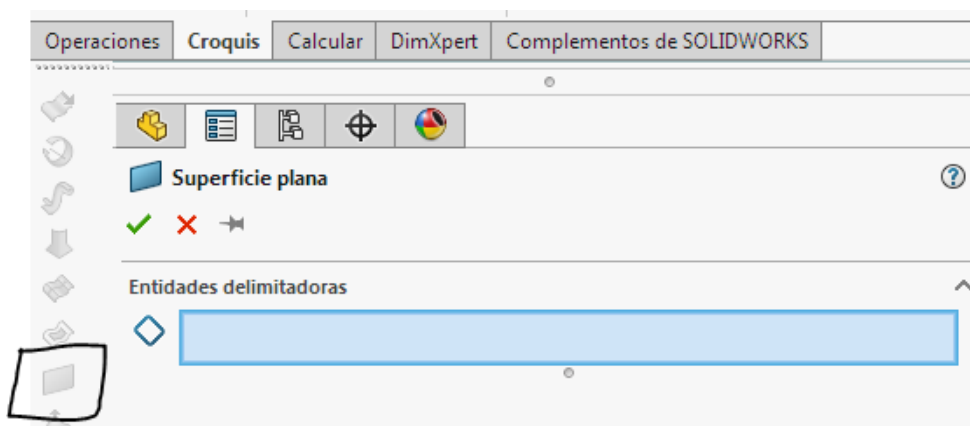 Operaciones Croquis Calcular DimXpert Complementos de SOLIDWORKS
Superficie plana
Entidades delimitadoras